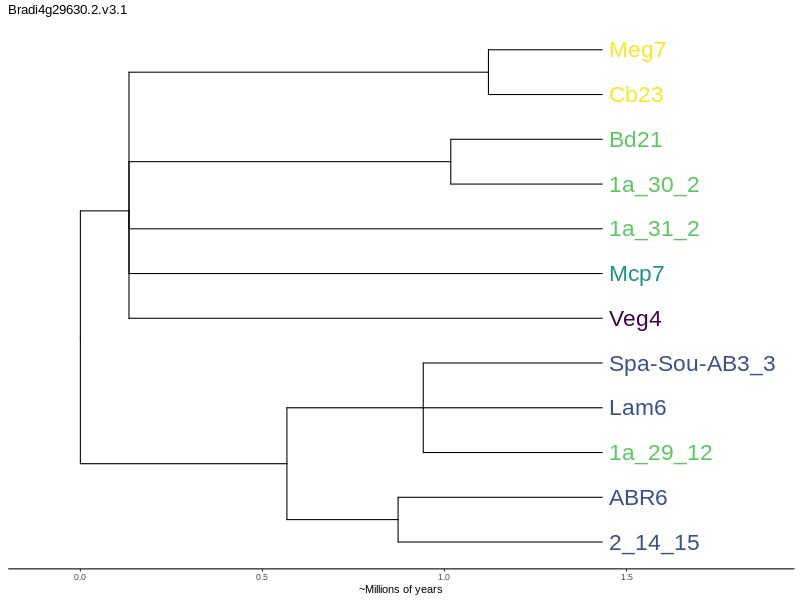 Bradi4g29630.2.v3.1
Meg7
Cb23
Bd21
1a_30_2
1a_31_2
Mcp7
Veg4
Spa-Sou-AB3_3
Lam6
1a_29_12
ABR6
2_14_15
0.0 0.5 1.0 1.5
~Millions of years